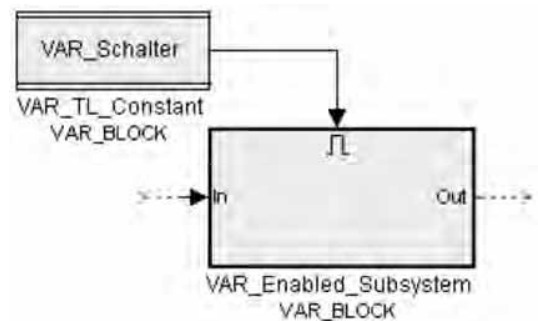 VAR_Schalter
VAR_TL_Constant
VAR_BLOCK
In
Out
VAR_Enabled_Subsystem
VAR_BLOCK